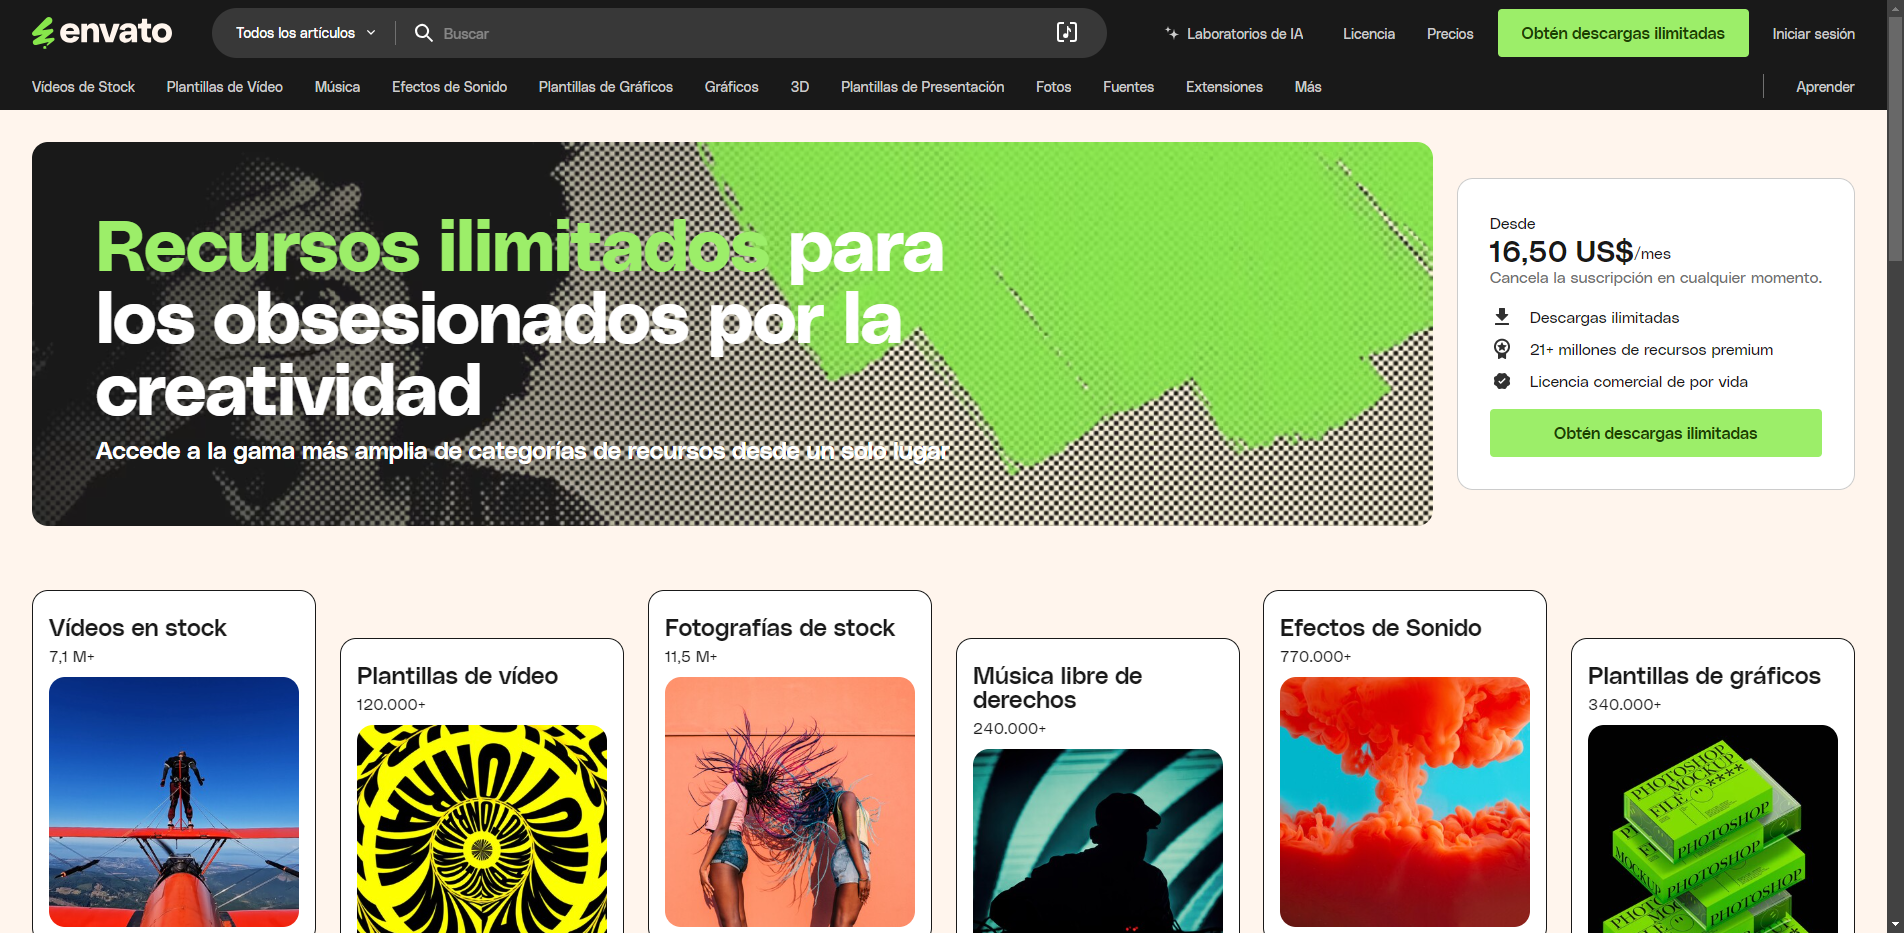 envato
Todos los artículos
Buscar
Laboratorios de IA
Licencia
Precios
Obtén descargas ilimitadas
Iniciar sesión
Vídeos de Stock
Plantillas de Vídeo
Música
Efectos de Sonido
Plantillas de Gráficos
Gráficos
3D
Plantillas de Presentación
Fotos
Fuentes
Extensiones
Más
Aprender
Recursos ilimitados para
los obsesionados por la
creatividad
Accede a la gama más amplia de categorías de recursos desde un solo lugar
Desde
16,50 US$/mes
Cancela la suscripción en cualquier momento.
Descargas ilimitadas
21+ millones de recursos premium
Licencia comercial de por vida
Obtén descargas ilimitadas
Vídeos en stock
7,1 M+
Plantillas de vídeo
120.000+
Fotografías de stock
11,5 M+
Música libre de
derechos
240.000+
Efectos de Sonido
770.000+
Plantillas de gráficos
340.000+
PHOTOSHOP
MOCKUP
FILE
PHOTOSHOP
MOCKUP
PHOTOSHOP
PHOTOSHOP
PHOTOSHOP